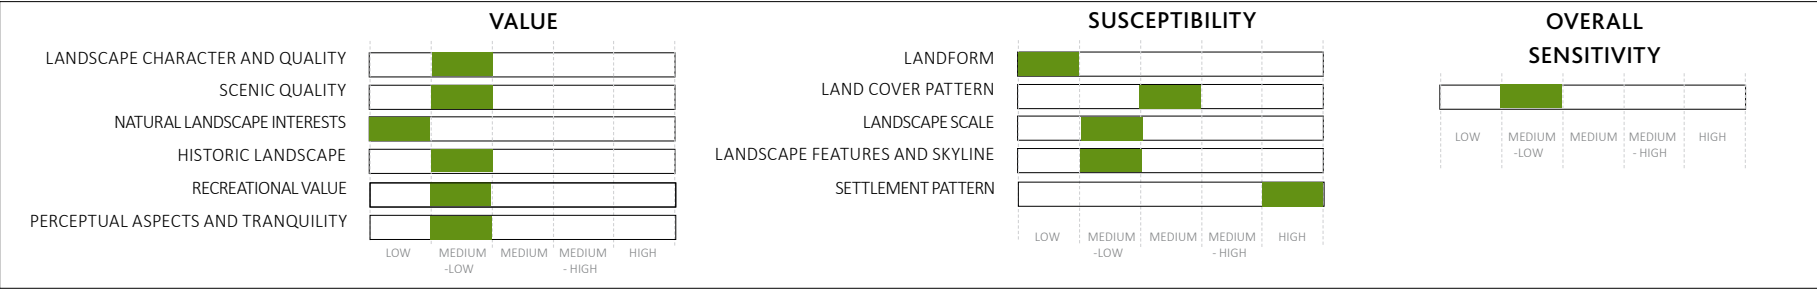 VALUE
LANDSCAPE CHARACTER AND QUALITY
SCENIC QUALITY
NATURAL LANDSCAPE INTERESTS
HISTORIC LANDSCAPE
RECREATIONAL VALUE
PERCEPTUAL ASPECTS AND TRANQUILITY
LOW
MEDIUM
-LOW
MEDIUM
MEDIUM
- HIGH
HIGH
SUSCEPTIBILITY
LANDFORM
LAND COVER PATTERN
LANDSCAPE SCALE
LANDSCAPE FEATURES AND SKYLINE
SETTLEMENT PATTERN
LOW
MEDIUM
-LOW
MEDIUM
MEDIUM
- HIGH
HIGH
OVERALL
SENSITIVITY
LOW
MEDIUM
-LOW
MEDIUM
MEDIUM
- HIGH
HIGH